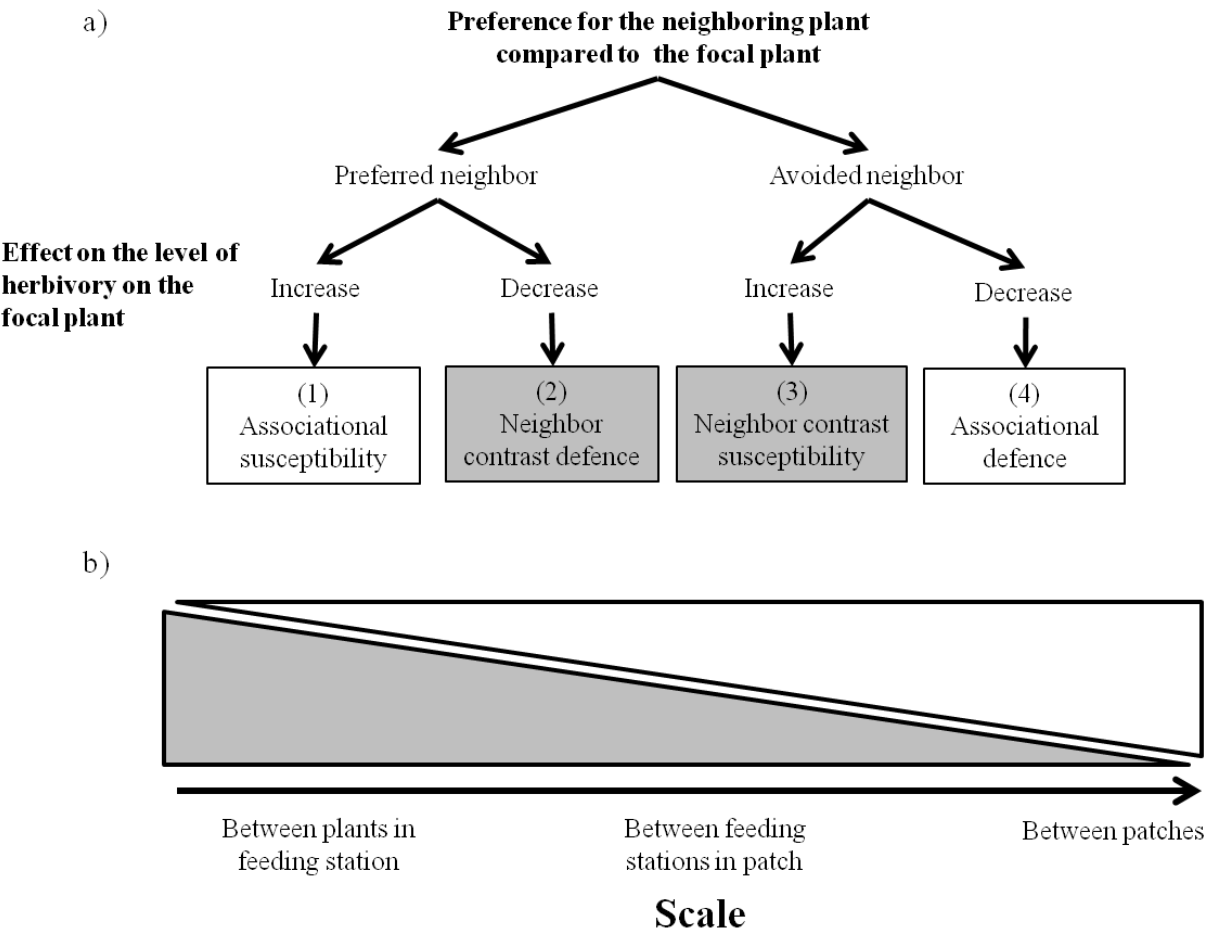 a)
Preference for the neighboring plant
compared to the focal plant
Preferred neighbor
Avoided neighbor
Effect on the level of
herbivory on the
focal plant
Increase
Decrease
Increase
Decrease
(1)
Associational
susceptibility
(2)
Neighbor
contrast defence
(3)
Neighbor contrast
susceptibility
(4)
Associational
defence
b)
Between plants in
feeding station
Between feeding
stations in patch
Between patches
Scale